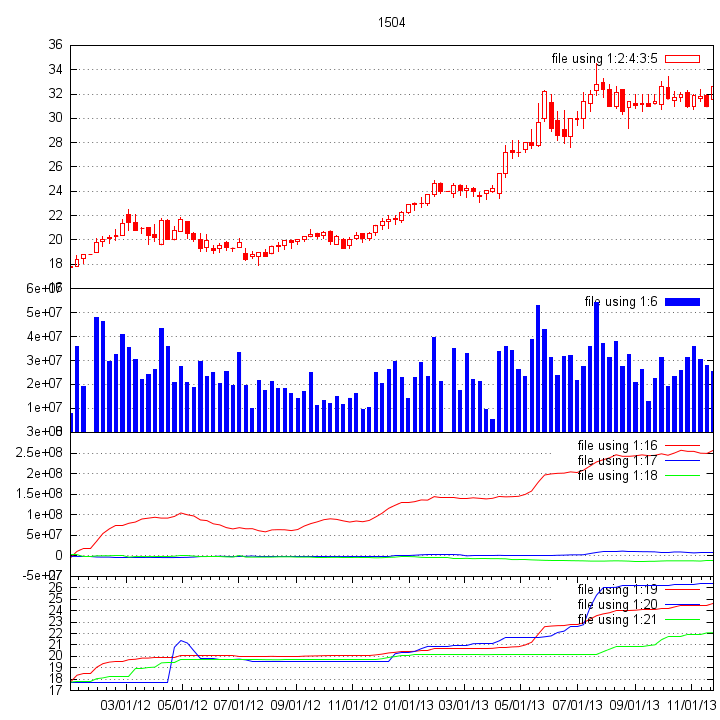 1504
36
file using 1:2:4:3:5
34
32
30
28
26
24
22
20
18
6e+07
file using 1:6
5e+07
4e+07
3e+07
2e+07
1e+07
2.5e+08
file using 1:16
file using 1:17
2e+08
file using 1:18
1.5e+08
1e+08
5e+07
0
-5e+07
26
file using 1:19
25
24
file using 1:20
23
file using 1:21
22
21
20
19
18
17
03/01/12 05/01/12 07/01/12 09/01/12 11/01/12 01/01/13 03/01/13 05/01/13 07/01/13 09/01/13 11/01/13